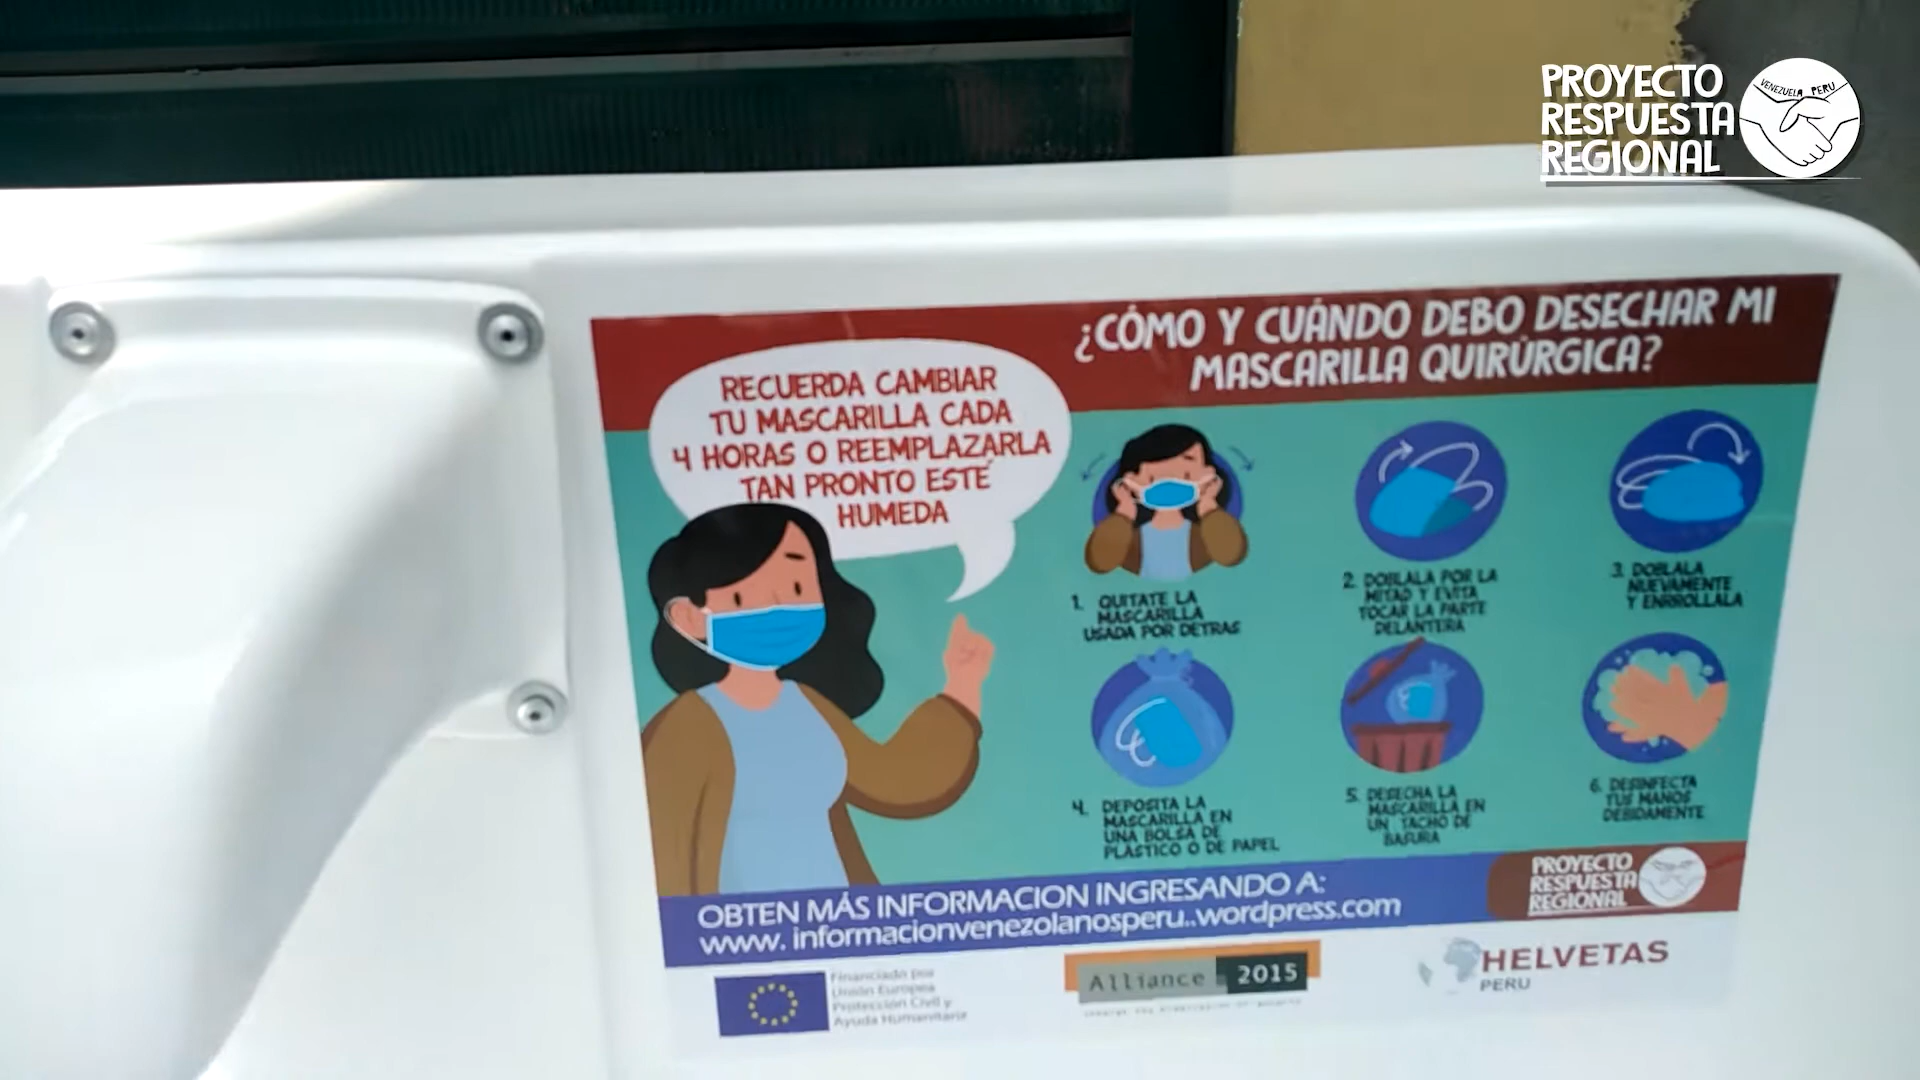 PROYECTO
RESPUESTA
REGIONAL
VENEZUELA PERU
¿CÓMO Y CUÁNDO DEBO DESECHAR MI
MASCARILLA QUIRÚRGICA?
RECUERDA CAMBIAR
TU MASCARILLA CADA
4 HORAS O REEMPLAZARLA
TAN PRONTO ESTÉ
HUMEDA
1. QUITATE LA
MASCARILLA
USADA POR DETRAS
2. DOBLALA POR LA
MITAD Y EVITA
TOCAR LA PARTE
DELANTERA
3. DOBLALA
NUEVAMENTE
Y ENRROLLALA
4. DEPOSITA LA
MASCARILLA EN
UNA BOLSA DE
PLÁSTICO O DE PAPEL
5. DESECHA LA
MASCARILLA EN
UN TACHO DE
BASURA
6. DESINFECTA
TUS MANOS
DEBIDAMENTE
OBTEN MÁS INFORMACION INGRESANDO A:
www. informacionvenezolanosperu..wordpress.com
PROYECTO
RESPUESTA
REGIONAL
Financiado por
Unión Europea
Protección Civil y
Ayuda Humanitaria
Alliance 2015
HELVETAS
PERU